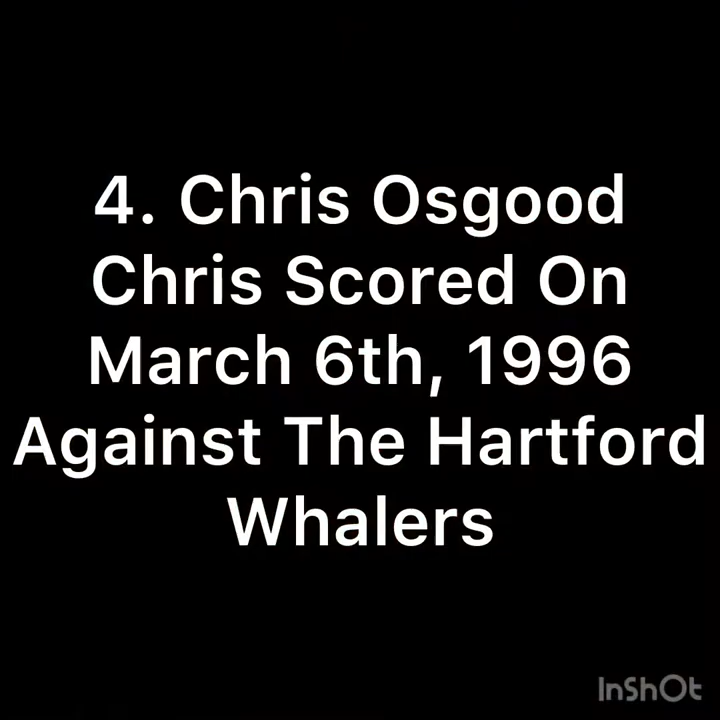 4. Chris Osgood
Chris Scored On
March 6th, 1996
Against The Hartford
Whalers
InShOt